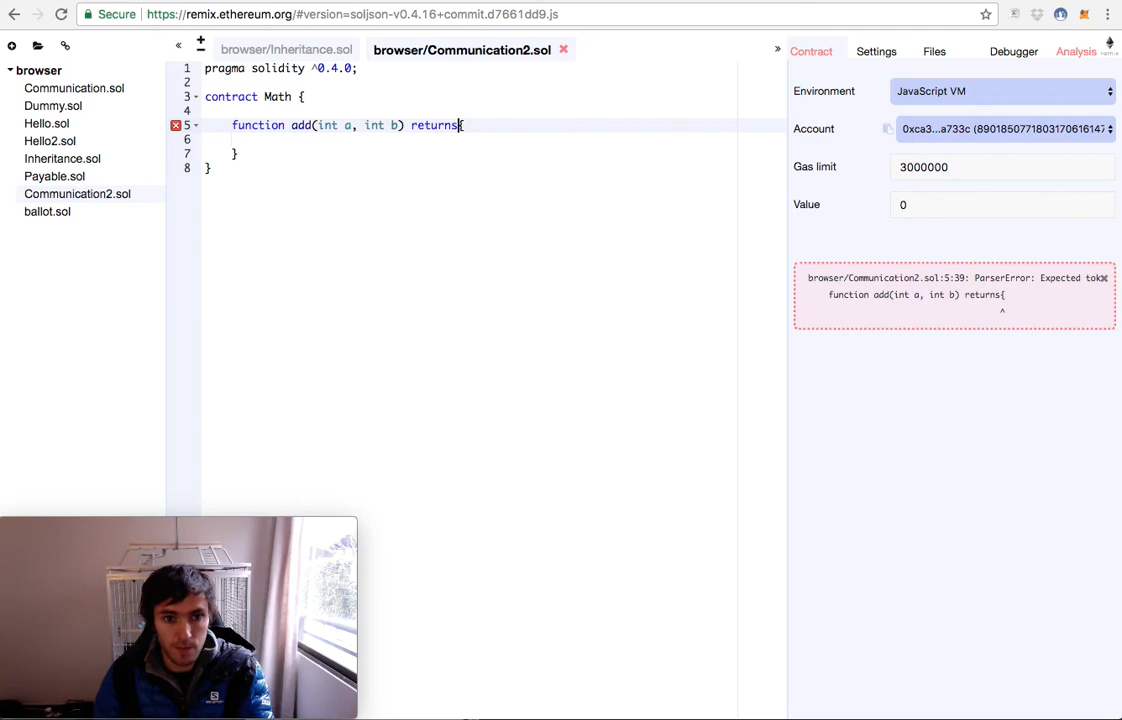 Secure
https://remix.ethereum.org/#version=soljson-v0.4.16+commit.d7661dd9.js
browser
Communication.sol
Dummy.sol
Hello.sol
Hello2.sol
Inheritance.sol
Payable.sol
Communication2.sol
ballot.sol
«
+
-
browser/Inheritance.sol
browser/Communication2.sol
»
1 pragma solidity ^0.4.0;
2
3 contract Math {
4
5 function add(int a, int b) returns{
6
7 }
8 }
Contract Settings Files Debugger Analysis
remix
Environment JavaScript VM
Account 0xca3...a733c (8901850771803170616147
Gas limit 3000000
Value 0
browser/Communication2.sol:5:39: ParserError: Expected tok
function add(int a, int b) returns{
^